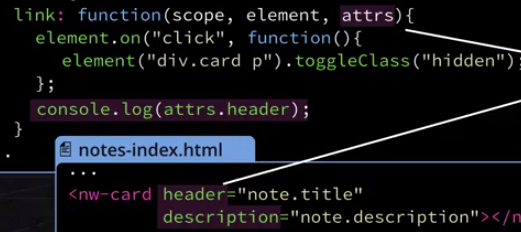 link: function(scope, element, attrs){
element.on("click", function(){
element("div.card p").toggleClass("hidden");
};
console.log(attrs.header);
}
.
notes-index.html
...
<nw-card header="note.title"
description="note.description"></n